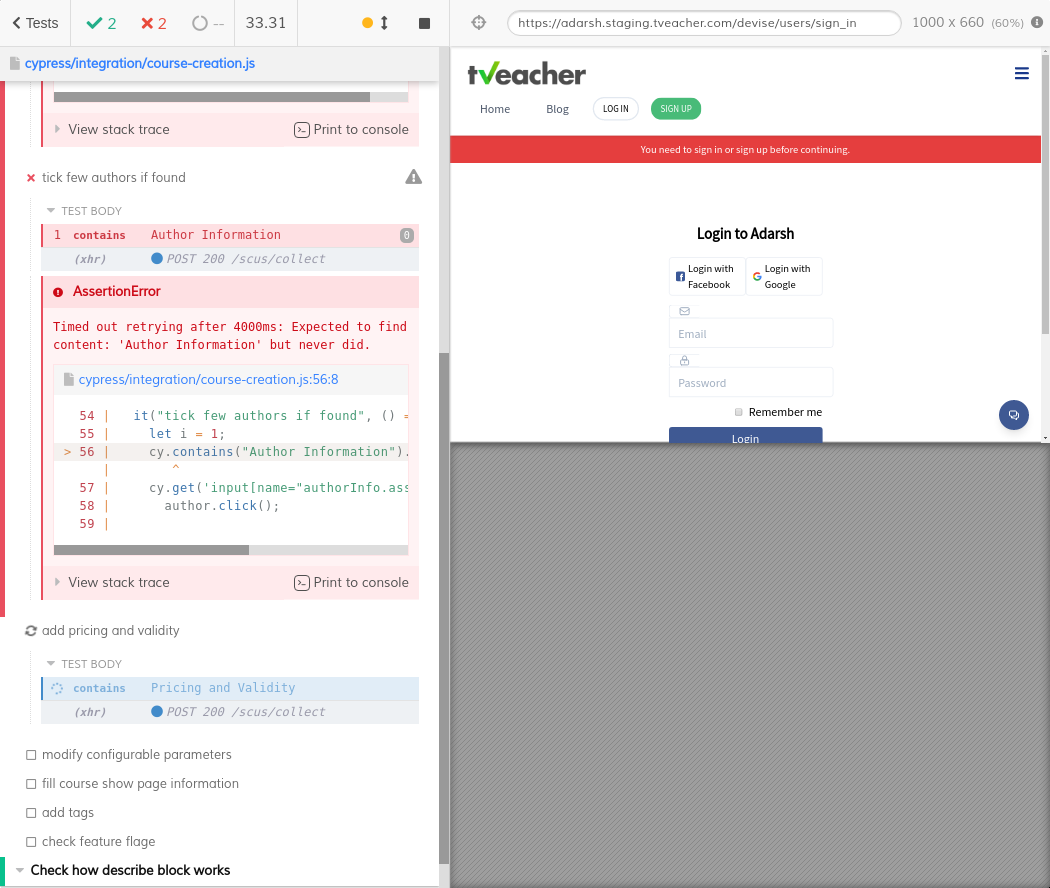 Tests
2
2
--
33.31
cypress/integration/course-creation.js
View stack trace
Print to console
tick few authors if found
TEST BODY
1 contains Author Information 0
(xhr) POST 200 /scus/collect
AssertionError
Timed out retrying after 4000ms: Expected to find
content: 'Author Information' but never did.
cypress/integration/course-creation.js:56:8
54 | it("tick few authors if found", () =
55 | let i = 1;
> 56 | cy.contains("Author Information").
| ^
57 | cy.get('input[name="authorInfo.ass
58 | author.click();
59 |
View stack trace
Print to console
add pricing and validity
TEST BODY
contains Pricing and Validity
(xhr) POST 200 /scus/collect
modify configurable parameters
fill course show page information
add tags
check feature flage
Check how describe block works
https://adarsh.staging.tveacher.com/devise/users/sign_in
1000 x 660 (60%)
tveacher
Home
Blog
LOG IN
SIGN UP
You need to sign in or sign up before continuing.
Login to Adarsh
Login with
Facebook
Login with
Google
Email
Password
Remember me
Login